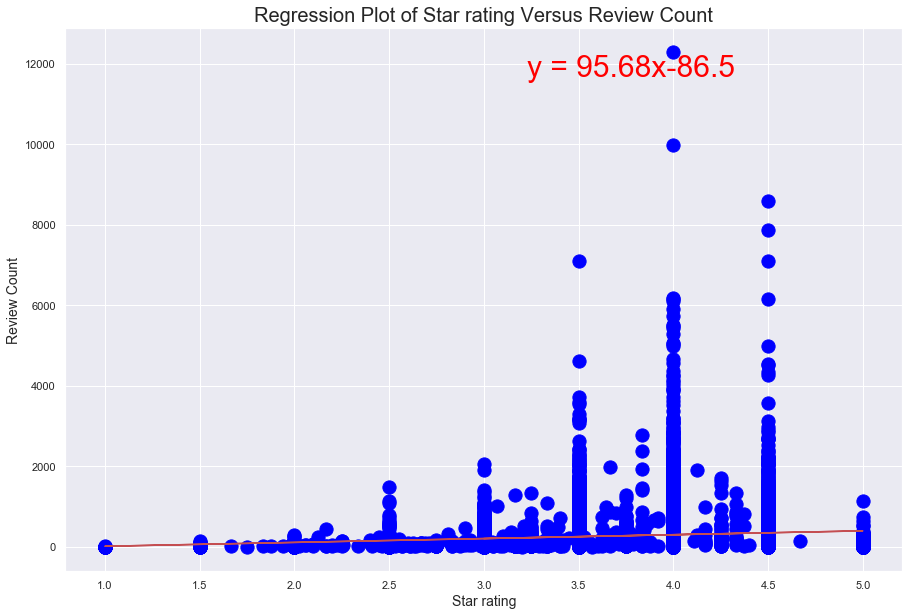 Regression Plot of Star rating Versus Review Count
y = 95.68x-86.5
12000
10000
8000
6000
4000
2000
0
Review Count
1.0 1.5 2.0 2.5 3.0 3.5 4.0 4.5 5.0
Star rating